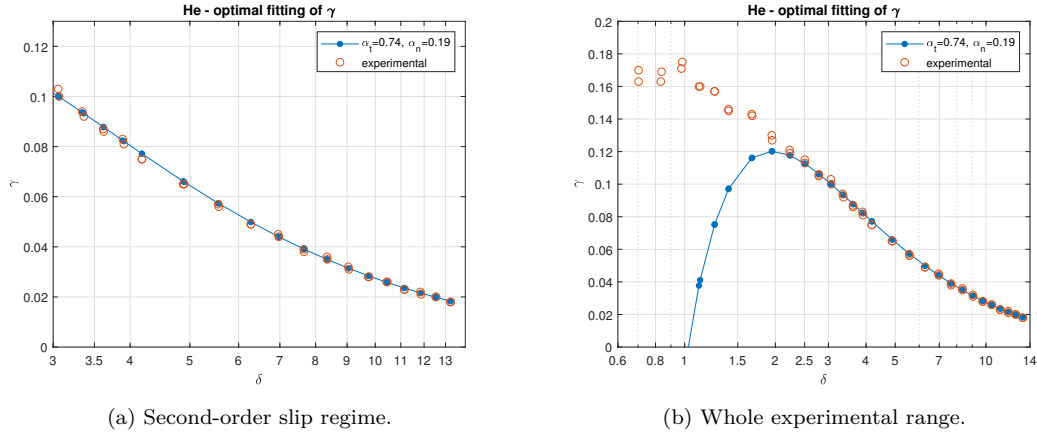 He - optimal fitting of γ
α_t=0.74, α_n=0.19
experimental
0.12
0.1
0.08
0.06
0.04
0.02
0
γ
3 3.5 4 5 6 7 8 9 10 11 12 13
δ
(a) Second-order slip regime.
He - optimal fitting of γ
α_t=0.74, α_n=0.19
experimental
0.2
0.18
0.16
0.14
0.12
0.1
0.08
0.06
0.04
0.02
0
γ
0.6 0.8 1 1.5 2 2.5 3 4 5 7 10 14
δ
(b) Whole experimental range.